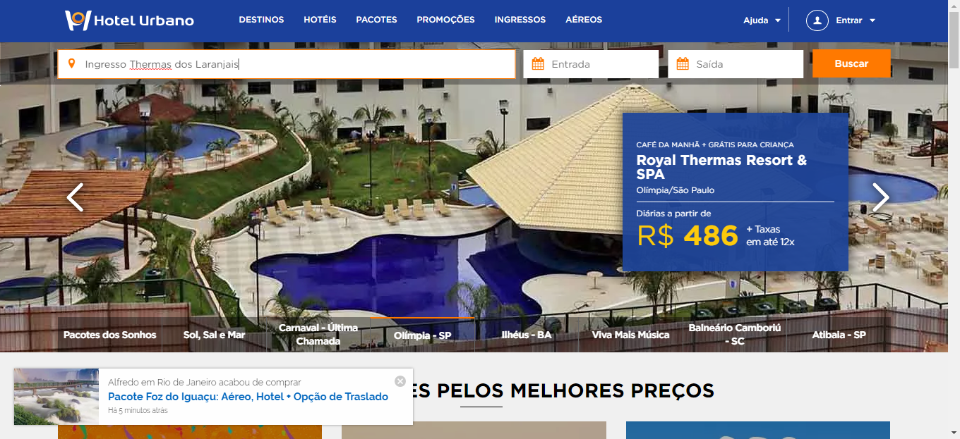 Hotel Urbano
DESTINOS HOTÉIS PACOTES PROMOÇÕES INGRESSOS AÉREOS
Ajuda Entrar
Ingresso Thermas dos Laranjais
Entrada Saída Buscar
CAFÉ DA MANHÃ + GRÁTIS PARA CRIANÇA
Royal Thermas Resort &
SPA
Olímpia/São Paulo
Diárias a partir de
R$ 486 + Taxas
em até 12x
Pacotes dos Sonhos
Sol, Sal e Mar
Carnaval - Última
Chamada
Olímpia - SP
Ilhéus - BA
Viva Mais Música
Balneário Camboriú
- SC
Atibaia - SP
Alfredo em Rio de Janeiro acabou de comprar
Pacote Foz do Iguaçu: Aéreo, Hotel + Opção de Traslado
Há 5 minutos atrás
ES PELOS MELHORES PREÇOS